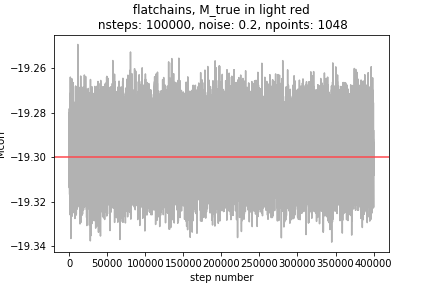 flatchains, M_true in light red
nsteps: 100000, noise: 0.2, npoints: 1048
−19.26
−19.28
−19.30
−19.32
−19.34
0 50000 100000 150000 200000 250000 300000 350000 400000
step number